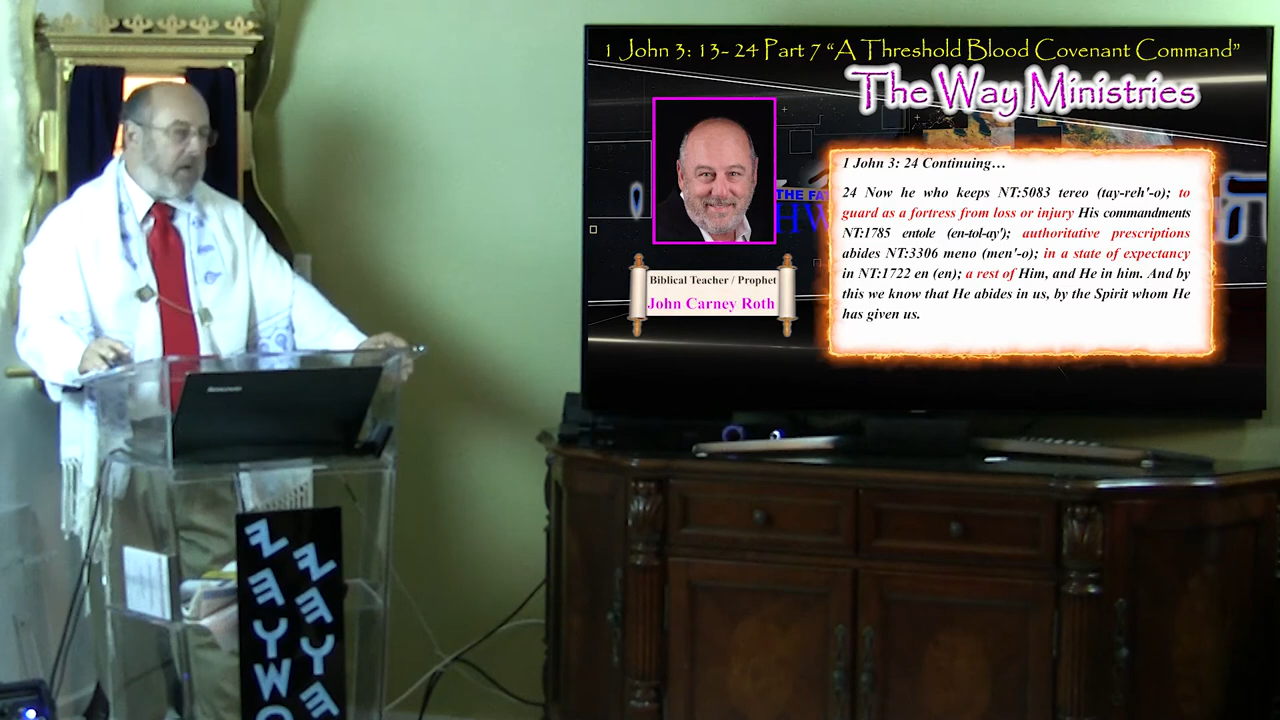 1 John 3: 13- 24 Part 7 “A Threshold Blood Covenant Command”
The Way Ministries
THE FA
HW
Biblical Teacher / Prophet
John Carney Roth
1 John 3: 24 Continuing…
24 Now he who keeps NT:5083 tereo (tay-reh'-o); to
guard as a fortress from loss or injury His commandments
NT:1785 entole (en-tol-ay'); authoritative prescriptions
abides NT:3306 meno (men'-o); in a state of expectancy
in NT:1722 en (en); a rest of Him, and He in him. And by
this we know that He abides in us, by the Spirit whom He
has given us.
lenovo